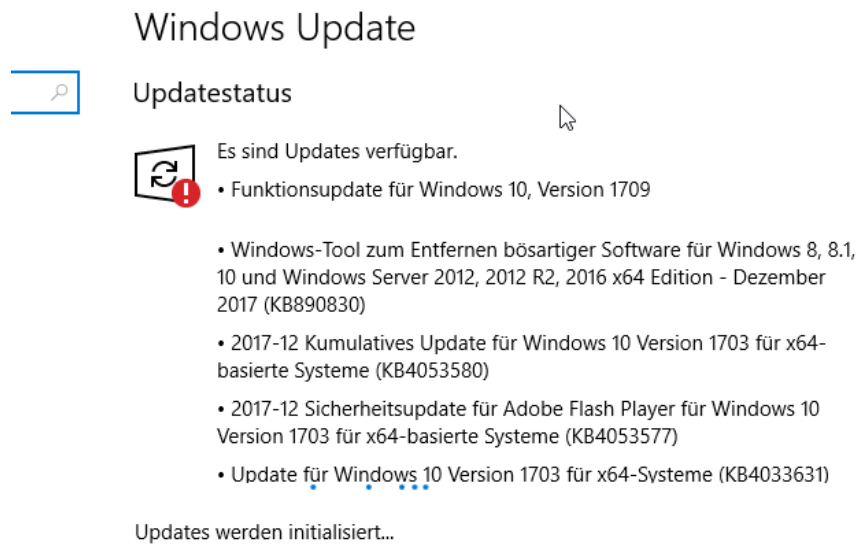 Windows Update
Updatestatus
Es sind Updates verfügbar.
• Funktionsupdate für Windows 10, Version 1709
• Windows-Tool zum Entfernen bösartiger Software für Windows 8, 8.1,
10 und Windows Server 2012, 2012 R2, 2016 x64 Edition - Dezember
2017 (KB890830)
• 2017-12 Kumulatives Update für Windows 10 Version 1703 für x64-
basierte Systeme (KB4053580)
• 2017-12 Sicherheitsupdate für Adobe Flash Player für Windows 10
Version 1703 für x64-basierte Systeme (KB4053577)
• Update für Windows 10 Version 1703 für x64-Systeme (KB4033631)
Updates werden initialisiert...